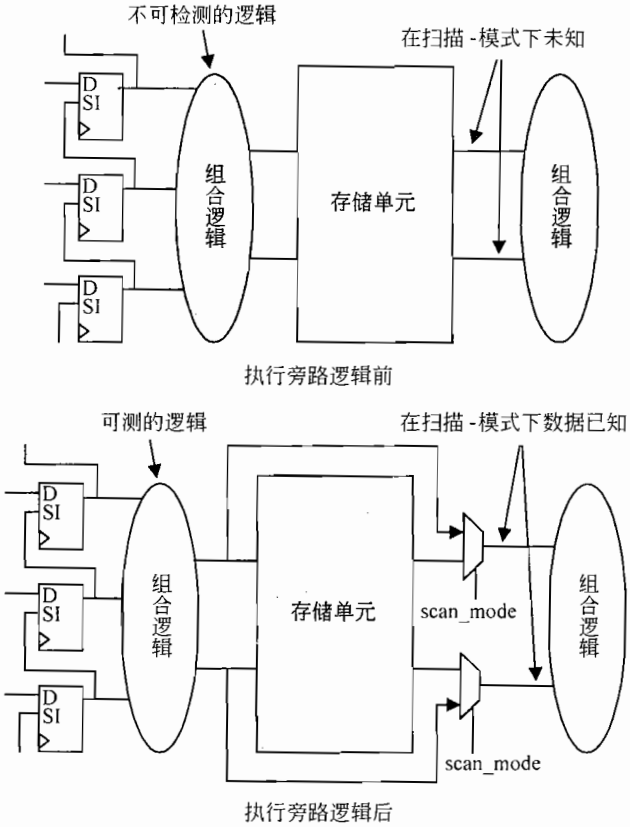 不可检测的逻辑
在扫描-模式下未知
D
SI
D
SI
D
SI
组合逻辑
存储单元
组合逻辑
执行旁路逻辑前
可测的逻辑
在扫描-模式下数据已知
D
SI
D
SI
D
SI
组合逻辑
存储单元
scan_mode
组合逻辑
scan_mode
执行旁路逻辑后